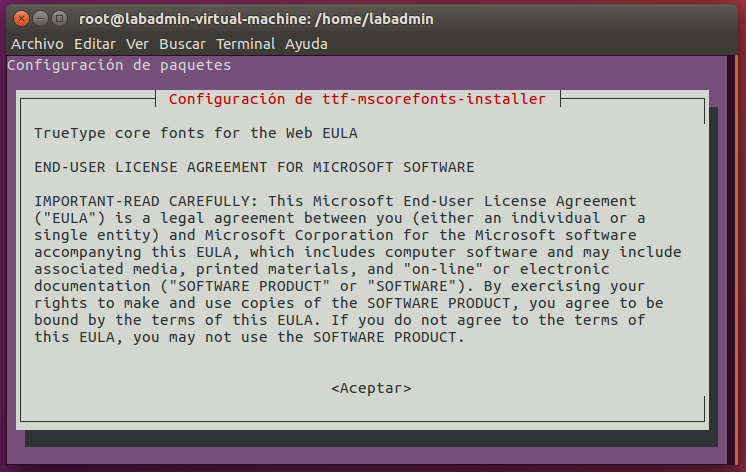 root@labadmin-virtual-machine: /home/labadmin
Archivo Editar Ver Buscar Terminal Ayuda
Configuración de paquetes
Configuración de ttf-mscorefonts-installer
TrueType core fonts for the Web EULA
END-USER LICENSE AGREEMENT FOR MICROSOFT SOFTWARE
IMPORTANT-READ CAREFULLY: This Microsoft End-User License Agreement
("EULA") is a legal agreement between you (either an individual or a
single entity) and Microsoft Corporation for the Microsoft software
accompanying this EULA, which includes computer software and may include
associated media, printed materials, and "on-line" or electronic
documentation ("SOFTWARE PRODUCT" or "SOFTWARE"). By exercising your
rights to make and use copies of the SOFTWARE PRODUCT, you agree to be
bound by the terms of this EULA. If you do not agree to the terms of
this EULA, you may not use the SOFTWARE PRODUCT.
<Aceptar>